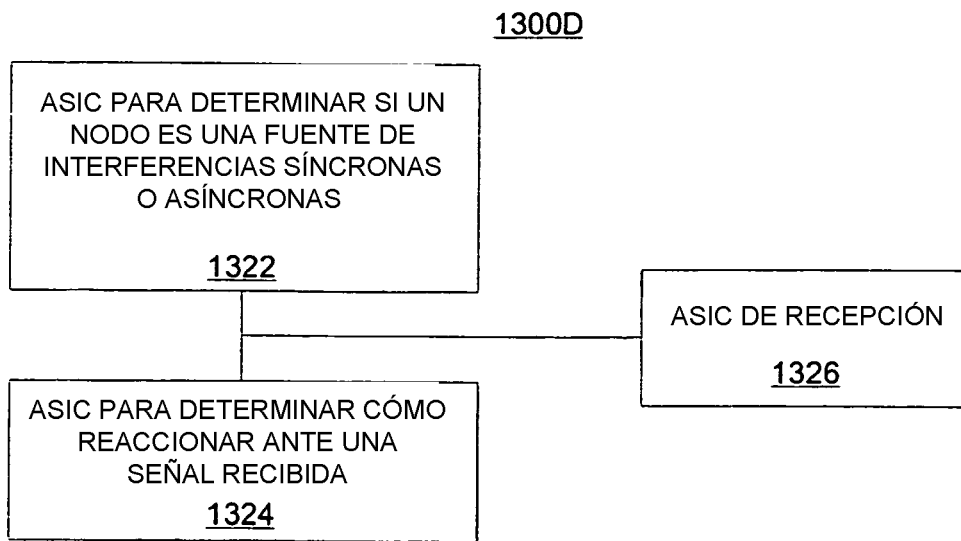 1300D
ASIC PARA DETERMINAR SI UN
NODO ES UNA FUENTE DE
INTERFERENCIAS SÍNCRONAS
O ASÍNCRONAS
1322
ASIC DE RECEPCIÓN
1326
ASIC PARA DETERMINAR CÓMO
REACCIONAR ANTE UNA
SEÑAL RECIBIDA
1324